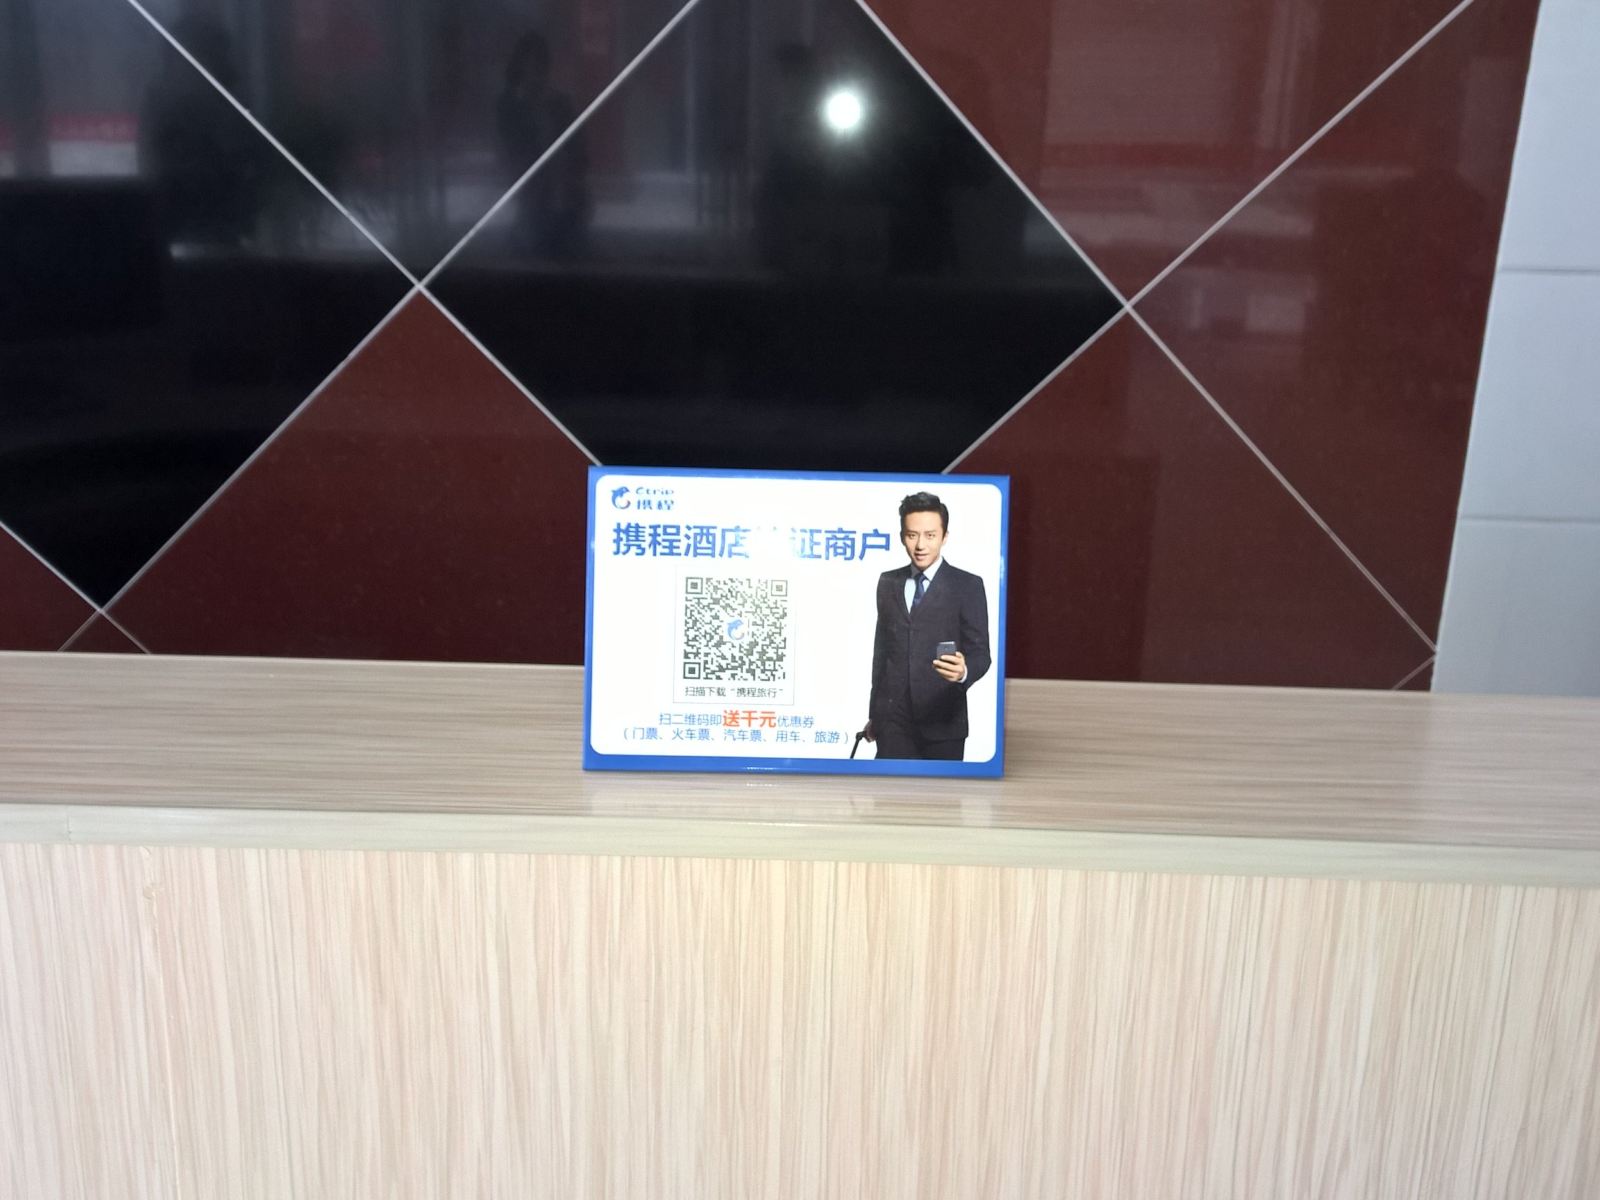 Ctrip
携程
携程酒店 证商户
扫描下载“携程旅行”
扫二维码即送千元优惠券
（门票、火车票、汽车票、用车、旅游）